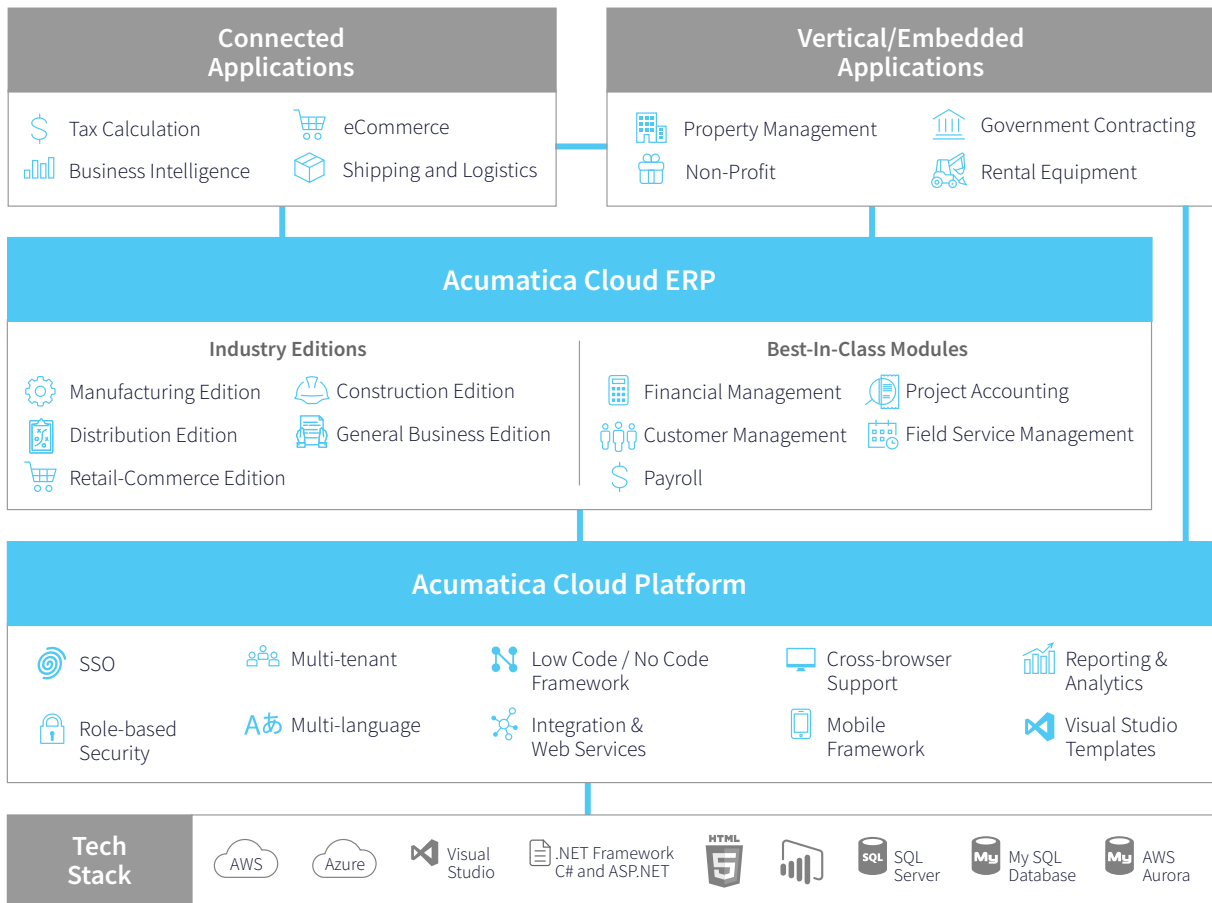 Connected
Applications
Tax Calculation
eCommerce
Business Intelligence
Shipping and Logistics
Vertical/Embedded
Applications
Property Management
Government Contracting
Non-Profit
Rental Equipment
Acumatica Cloud ERP
Industry Editions
Manufacturing Edition
Construction Edition
Distribution Edition
General Business Edition
Retail-Commerce Edition
Best-In-Class Modules
Financial Management
Project Accounting
Customer Management
Field Service Management
Payroll
Acumatica Cloud Platform
SSO
Multi-tenant
Low Code / No Code
Framework
Cross-browser
Support
Reporting &
Analytics
Role-based
Security
Aあ
Multi-language
Integration &
Web Services
Mobile
Framework
Visual Studio
Templates
Tech
Stack
AWS
Azure
Visual
Studio
.NET Framework
C# and ASP.NET
HTML
5
SQL
SQL
Server
My
My SQL
Database
My
AWS
Aurora